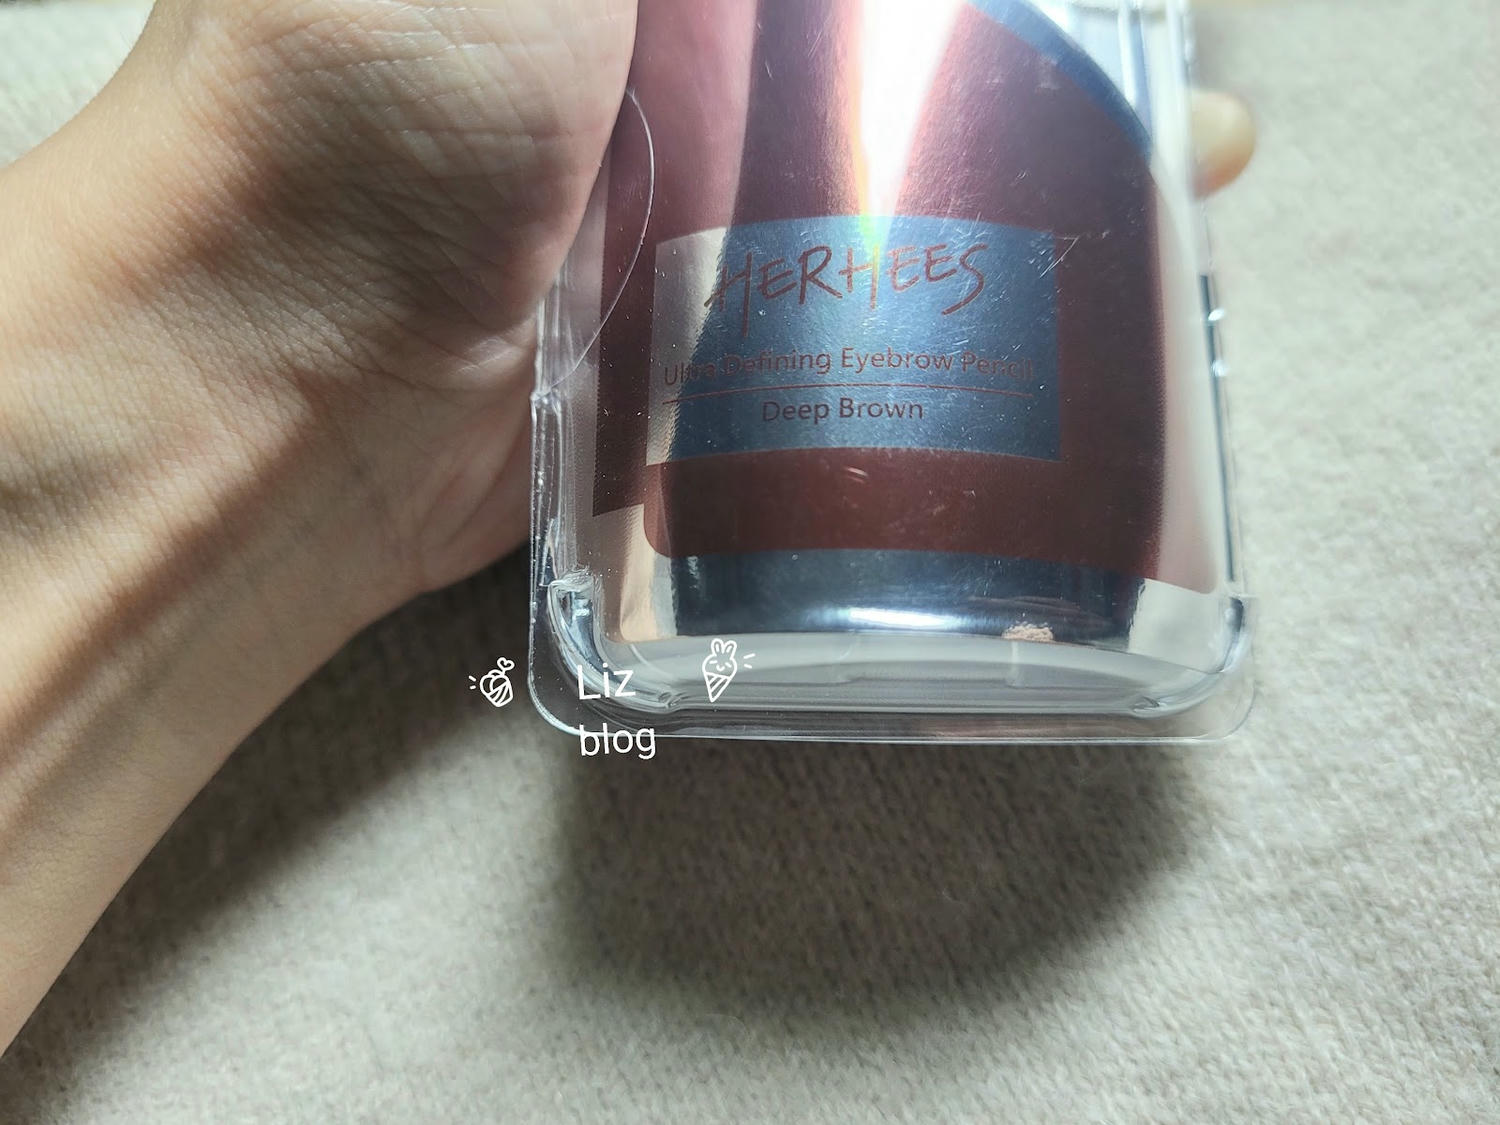 HERHEES
Ultra Defining Eyebrow Pencil
Deep Brown
Liz
blog